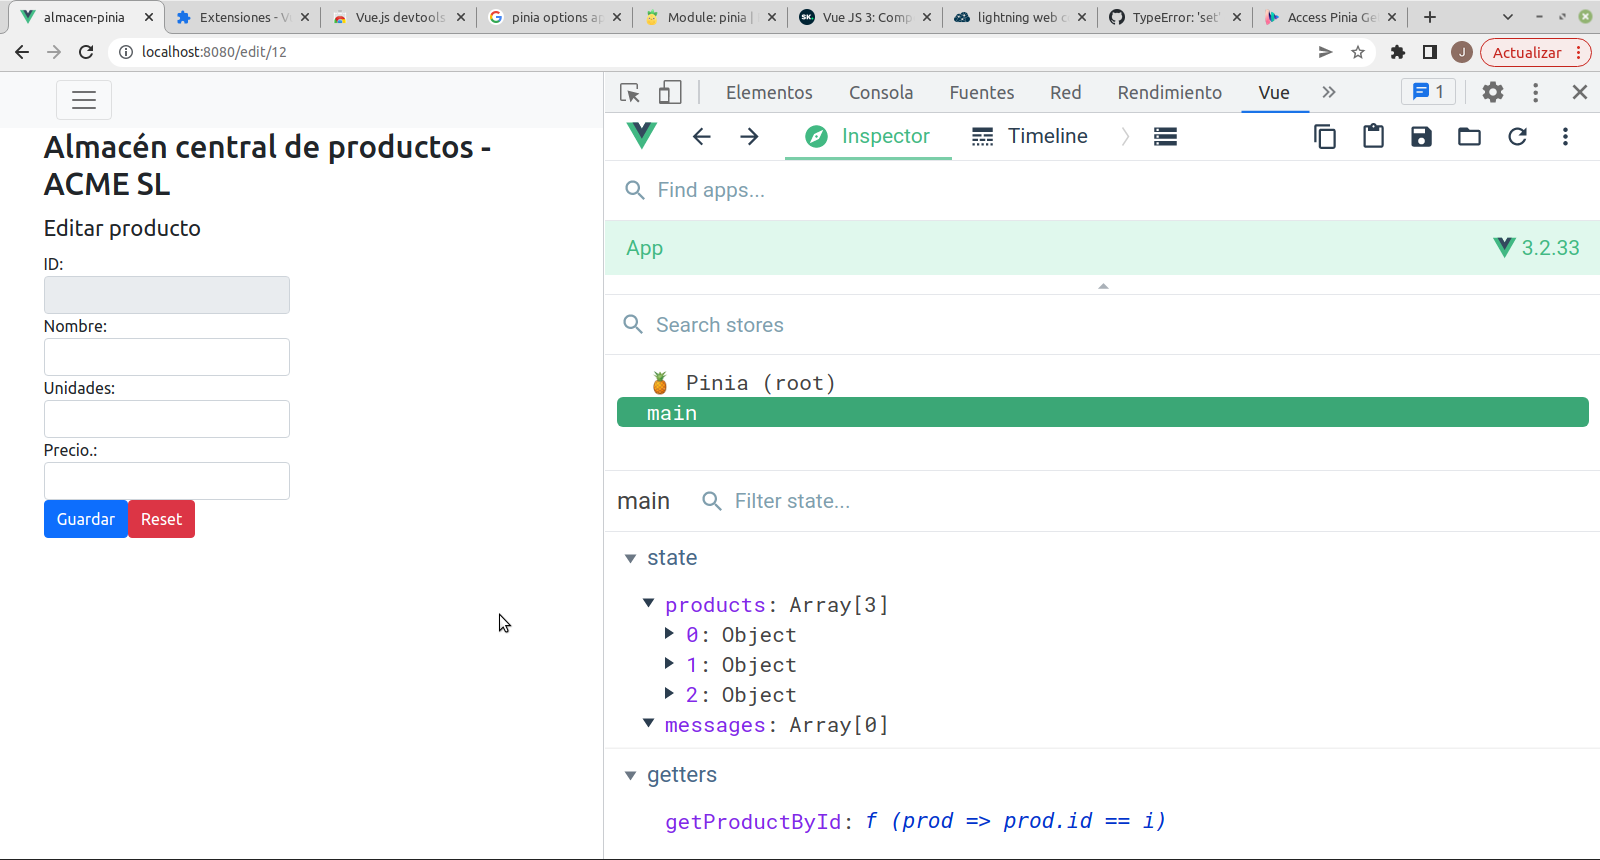 almacen-pinia
Extensiones - V
Vue.js devtools
pinia options ap
Module: pinia |
Vue JS 3: Comp
lightning web c
TypeError: 'set'
Access Pinia Ge
localhost:8080/edit/12
J
Actualizar
Almacén central de productos -
ACME SL
Editar producto
ID:
Nombre:
Unidades:
Precio.:
Guardar
Reset
Elementos
Consola
Fuentes
Red
Rendimiento
Vue
1
Inspector
Timeline
Find apps...
App
3.2.33
Search stores
Pinia (root)
main
main
Filter state...
state
products: Array[3]
0: Object
1: Object
2: Object
messages: Array[0]
getters
getProductById: f (prod => prod.id == i)